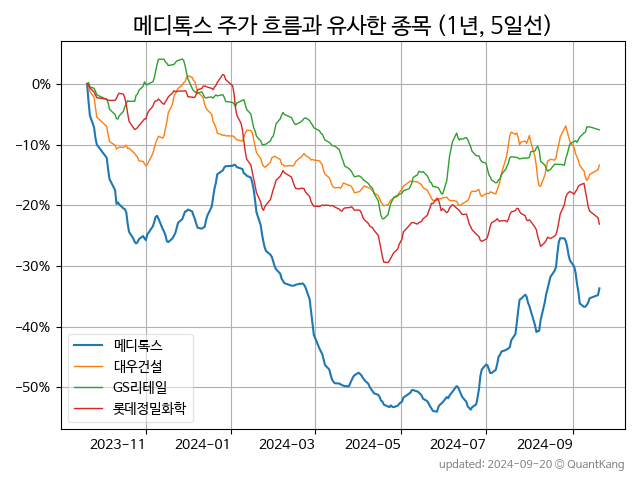 메디톡스 주가 흐름과 유사한 종목 (1년, 5일선)
0%
−10%
−20%
−30%
−40%
−50%
메디톡스
대우건설
GS리테일
롯데정밀화학
2023-11 2024-01 2024-03 2024-05 2024-07 2024-09
updated: 2024-09-20 © QuantKang